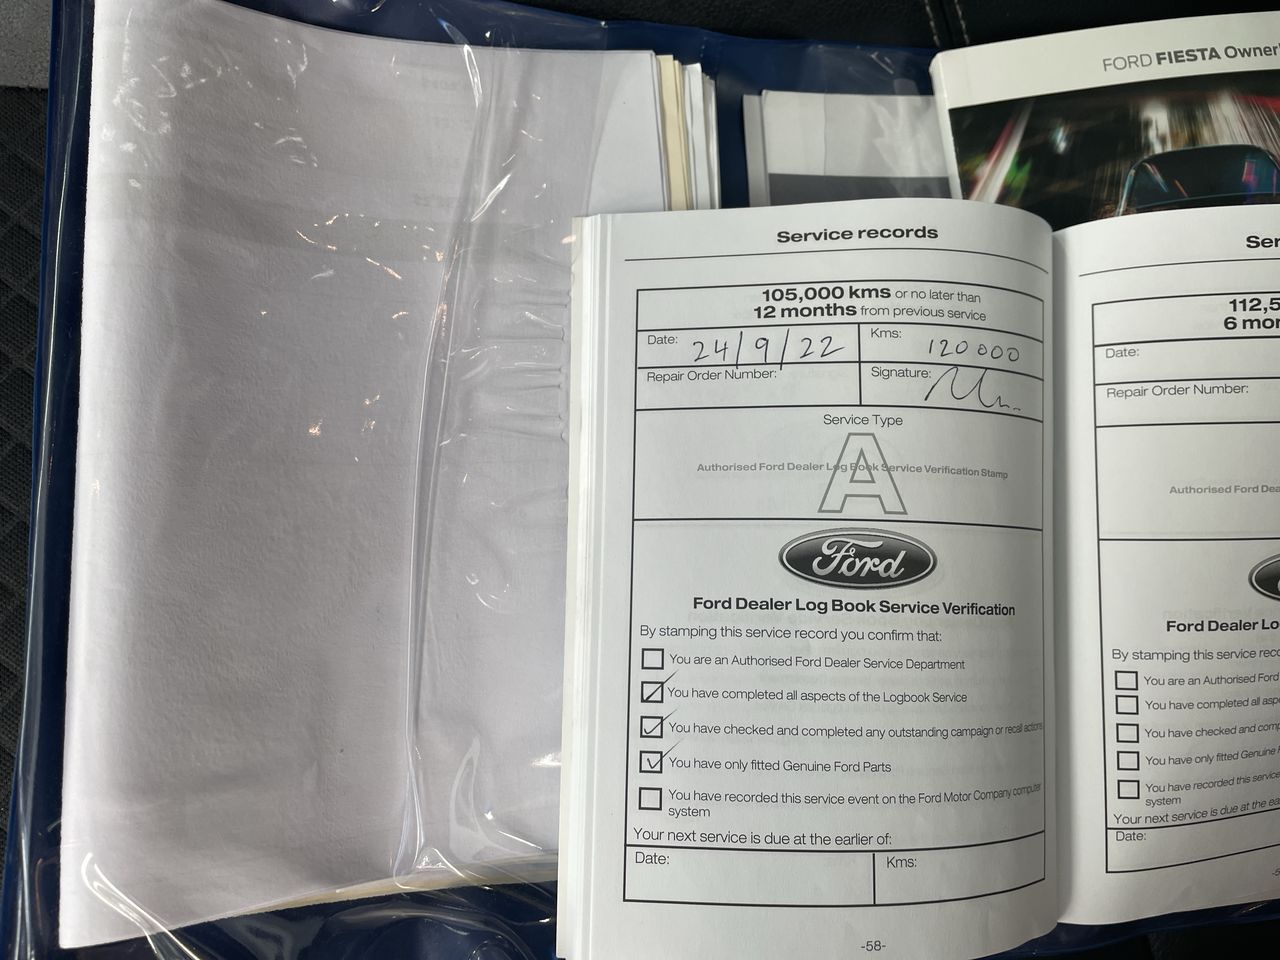 FORD FIESTA Owner'
Service records
105,000 kms or no later than
12 months from previous service
Date: 24/9/22
Kms: 120 000
Repair Order Number:
Signature:
Service Type
A
Authorised Ford Dealer Log Book Service Verification Stamp
Ford
Ford Dealer Log Book Service Verification
By stamping this service record you confirm that:
You are an Authorised Ford Dealer Service Department
You have completed all aspects of the Logbook Service
You have checked and completed any outstanding campaign or recall actions
You have only fitted Genuine Ford Parts
You have recorded this service event on the Ford Motor Company computer
system
Your next service is due at the earlier of:
Date:
Kms:
-58-
Ser
112,5
6 mon
Date:
Repair Order Number:
Authorised Ford Dea
Ford Dealer Lo
By stamping this service reco
You are an Authorised Ford
You have completed all aspe
You have checked and comp
You have only fitted Genuine F
You have recorded this service
system
Your next service is due at the ea
Date: